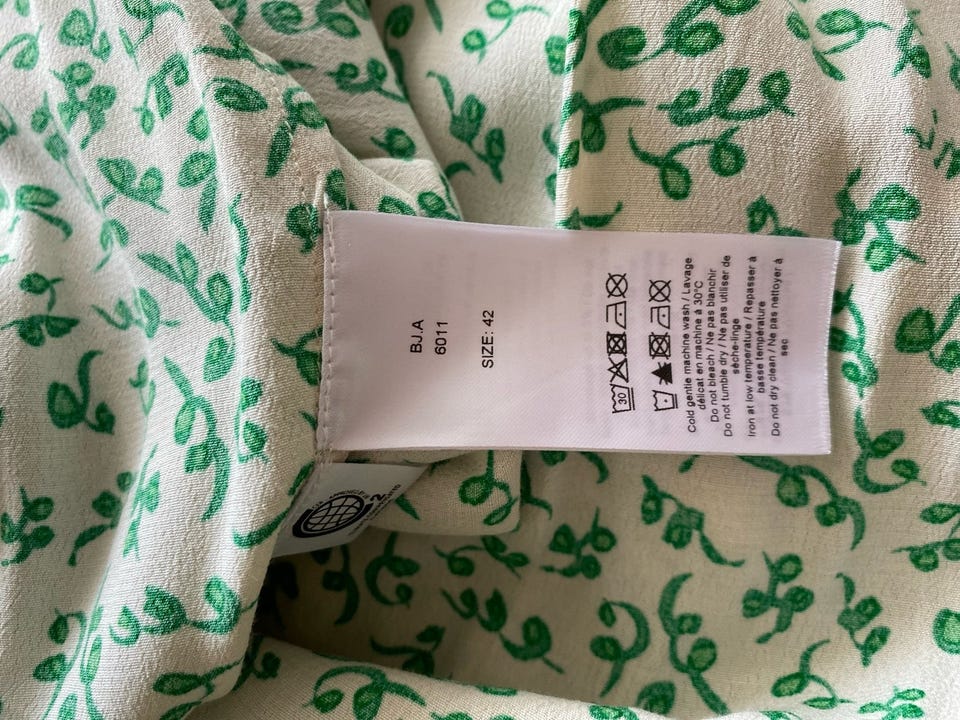 BJ.A
6011
SIZE: 42
30
Cold gentle machine wash / Lavage
délicat en machine à 30°C
Do not bleach / Ne pas blanchir
Do not tumble dry / Ne pas utiliser de
sèche-linge
Iron at low temperature / Repasser à
basse température
Do not dry clean / Ne pas nettoyer à
sec